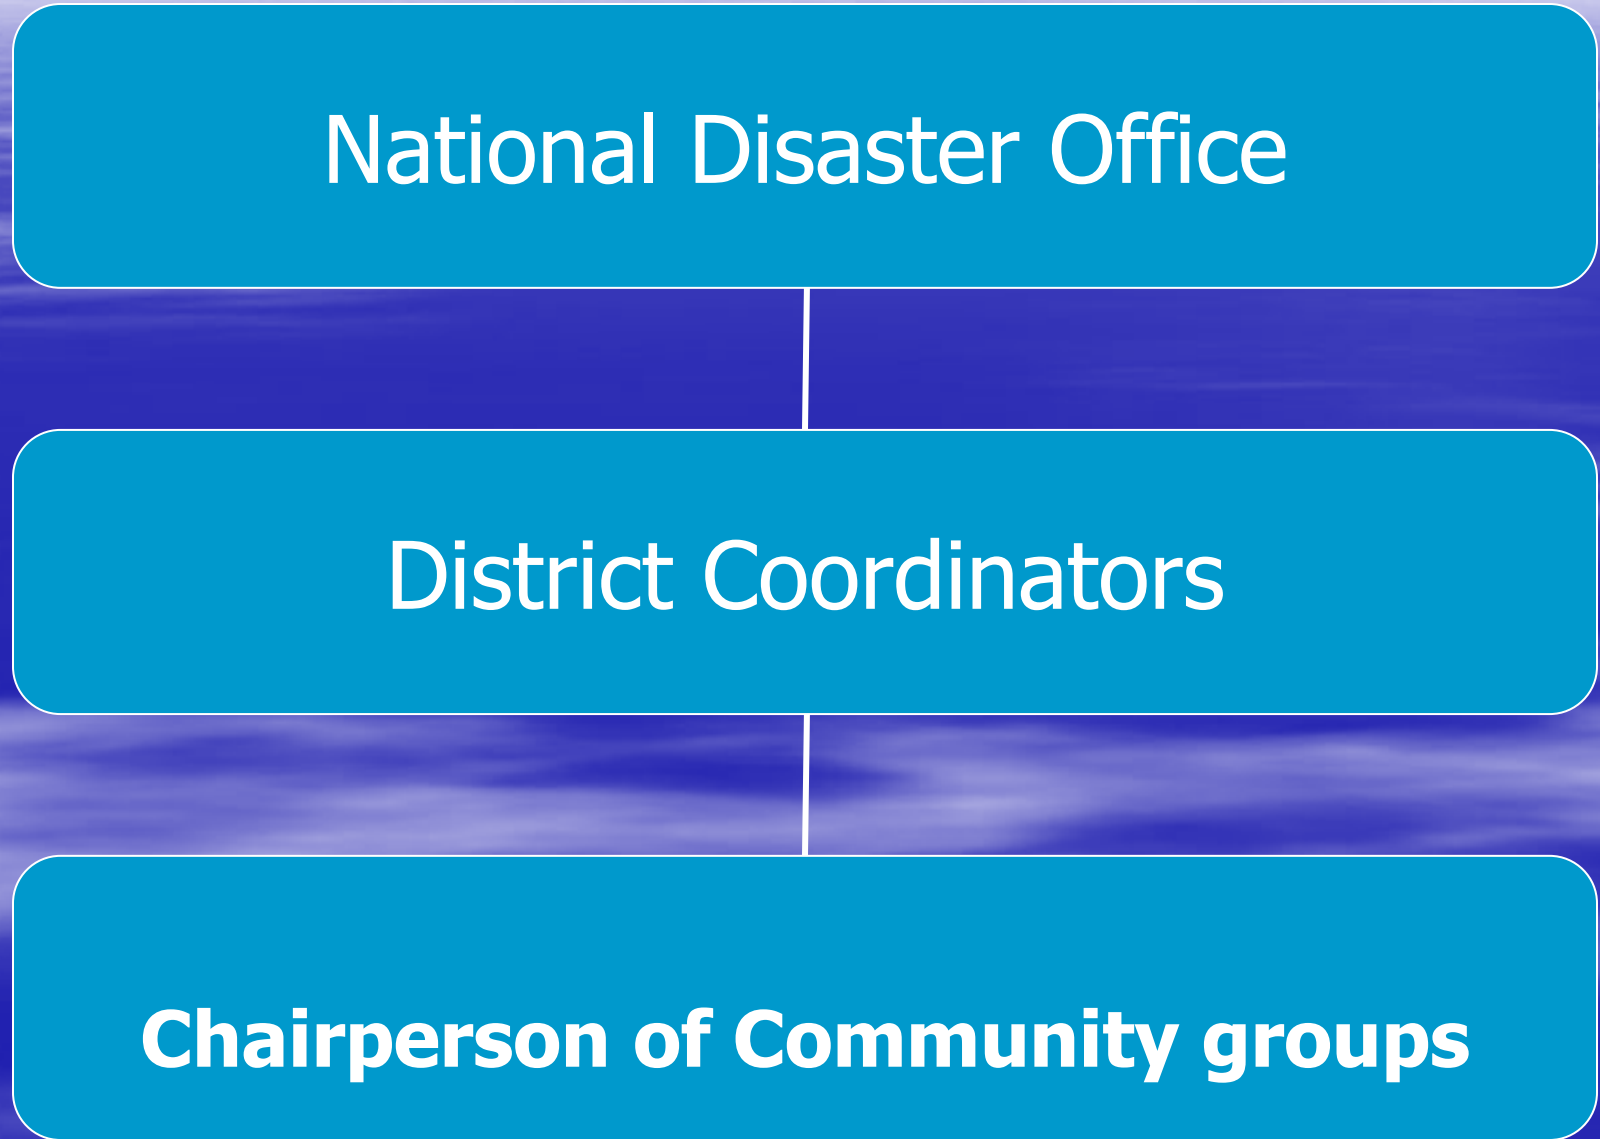 National Disaster Office
District Coordinators
Chairperson of Community groups